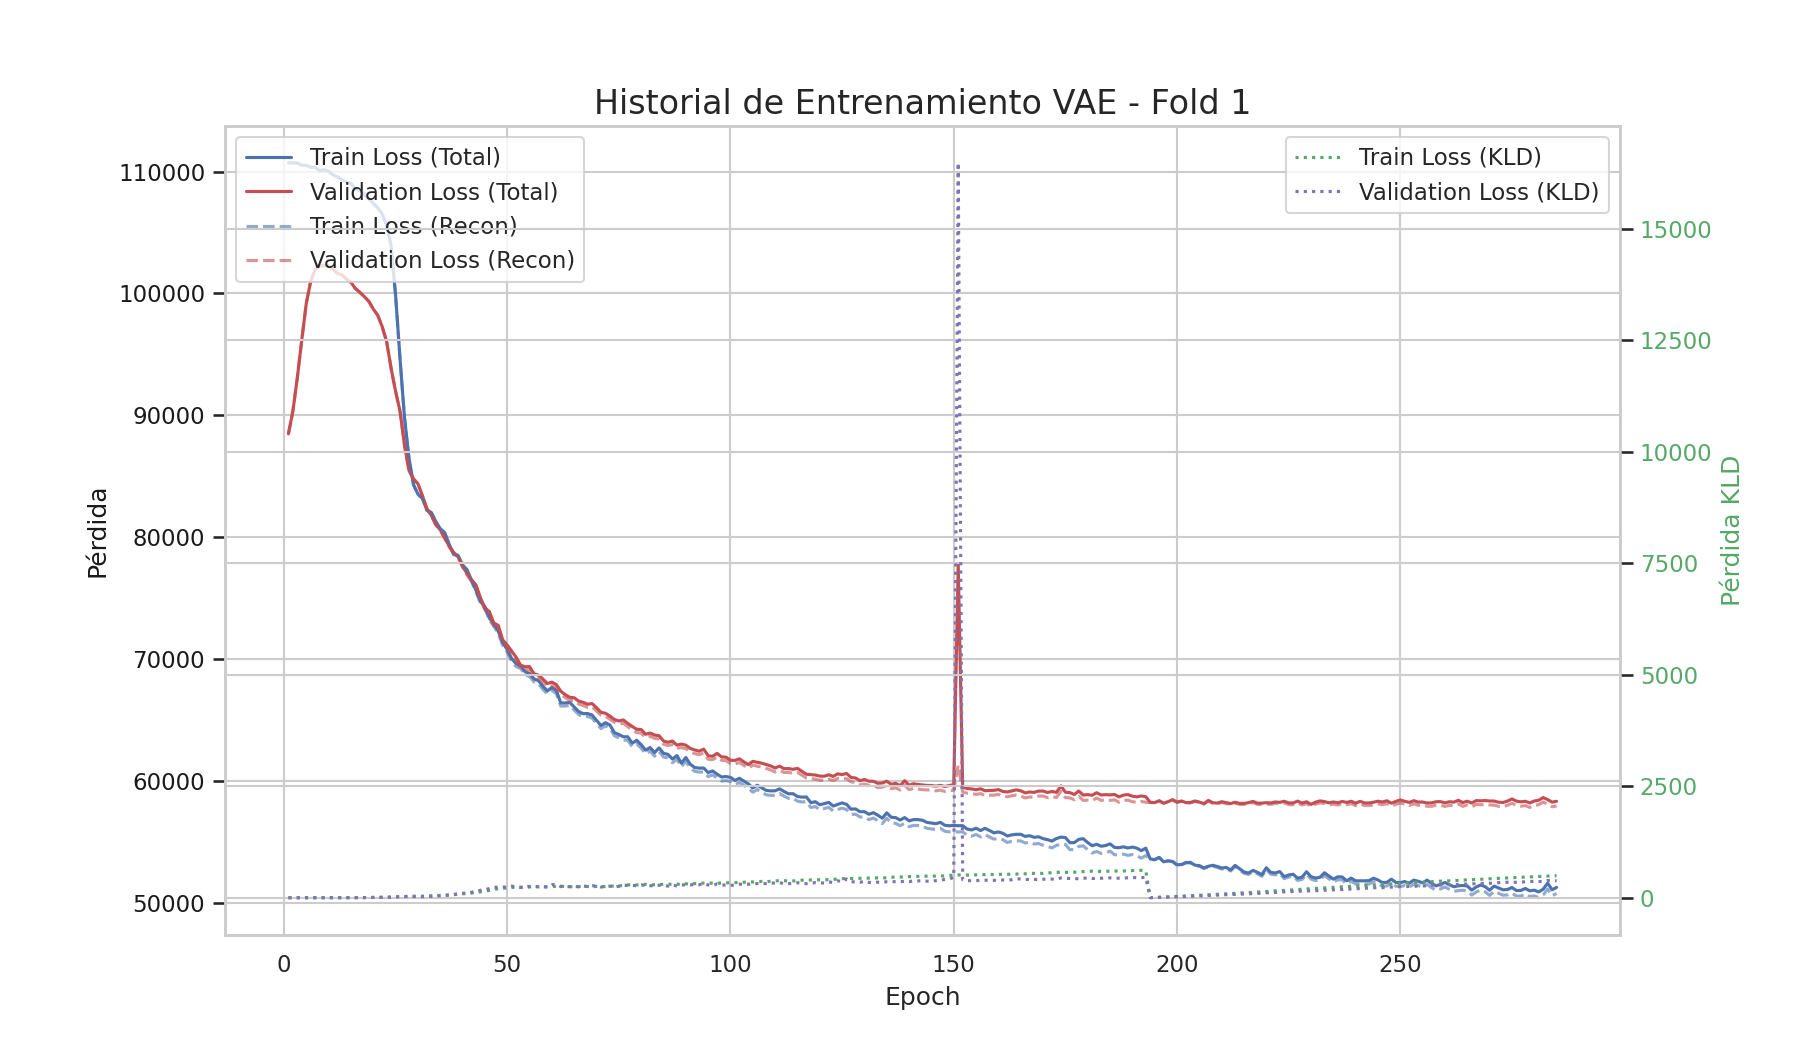 Historial de Entrenamiento VAE - Fold 1
Train Loss (Total)
Validation Loss (Total)
Train Loss (Recon)
Validation Loss (Recon)
Train Loss (KLD)
Validation Loss (KLD)
110000
100000
90000
80000
70000
60000
50000
Pérdida
15000
12500
10000
7500
5000
2500
0
Pérdida KLD
0
50
100
150
200
250
Epoch